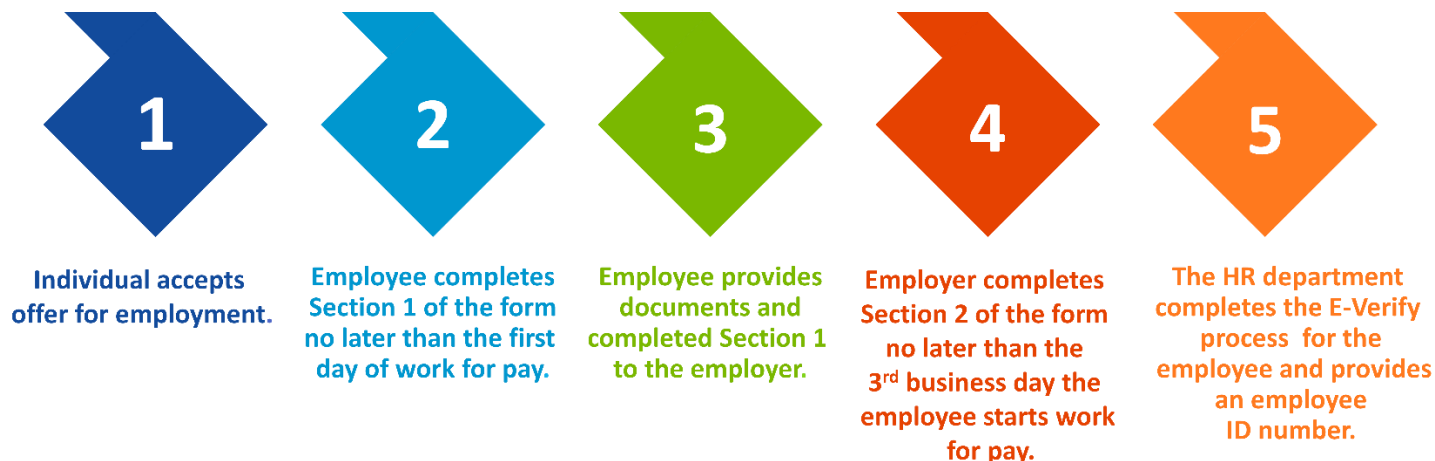 1
Individual accepts
offer for employment.
2
Employee completes
Section 1 of the form
no later than the first
day of work for pay.
3
Employee provides
documents and
completed Section 1
to the employer.
4
Employer completes
Section 2 of the form
no later than the
3rd business day the
employee starts work
for pay.
5
The HR department
completes the E-Verify
process for the
employee and provides
an employee
ID number.